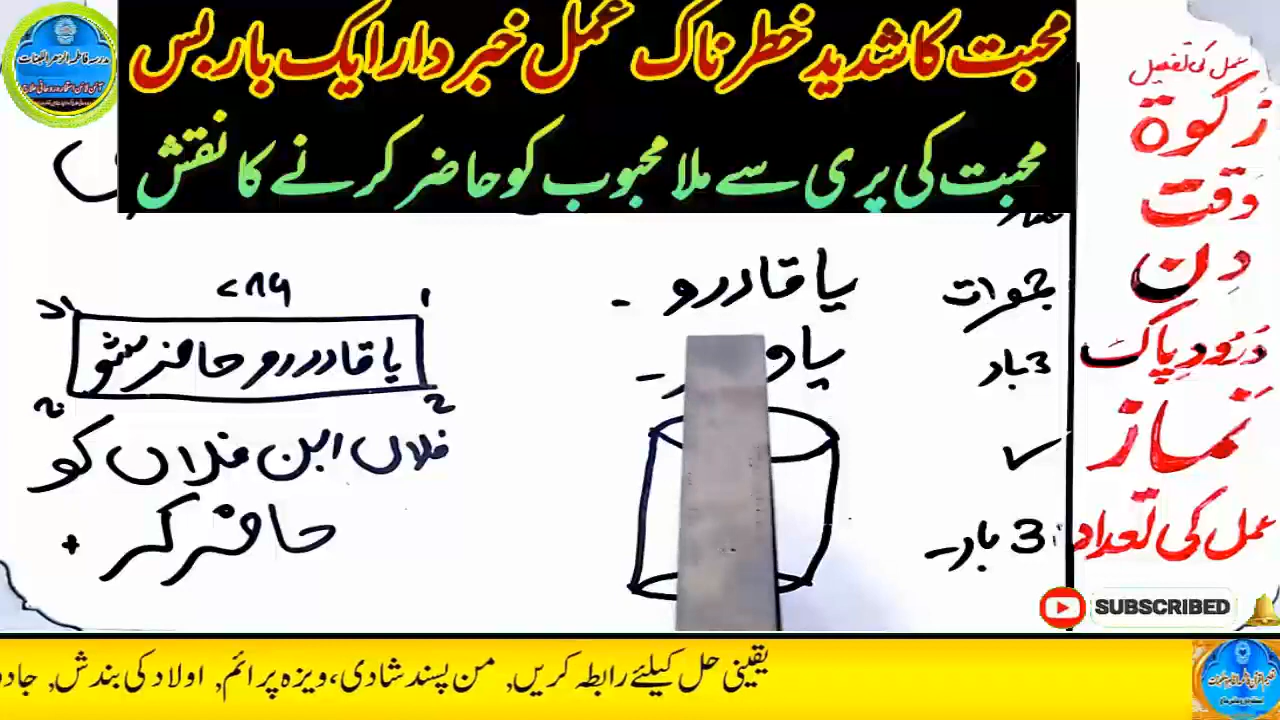 محبت کا شدید خطرناک عمل خبردار ایک بار بس
محبت کی پری سے ملا محبوب کو حاضر کرنے کا نقش
عمل کی تفصیل
زکوۃ
وقت
دن
درود پاک
نماز
عمل کی تعداد
جمعرات
3 بار
3 بار
یا قادرو
یا
یا قادررو حاضر شو
فلاں ابن فلاں کو
حاضر کر
SUBSCRIBED
یقینی حل کیلئے رابطہ کریں, من پسند شادی، ویزہ پرائم, اولاد کی بندش, جادو